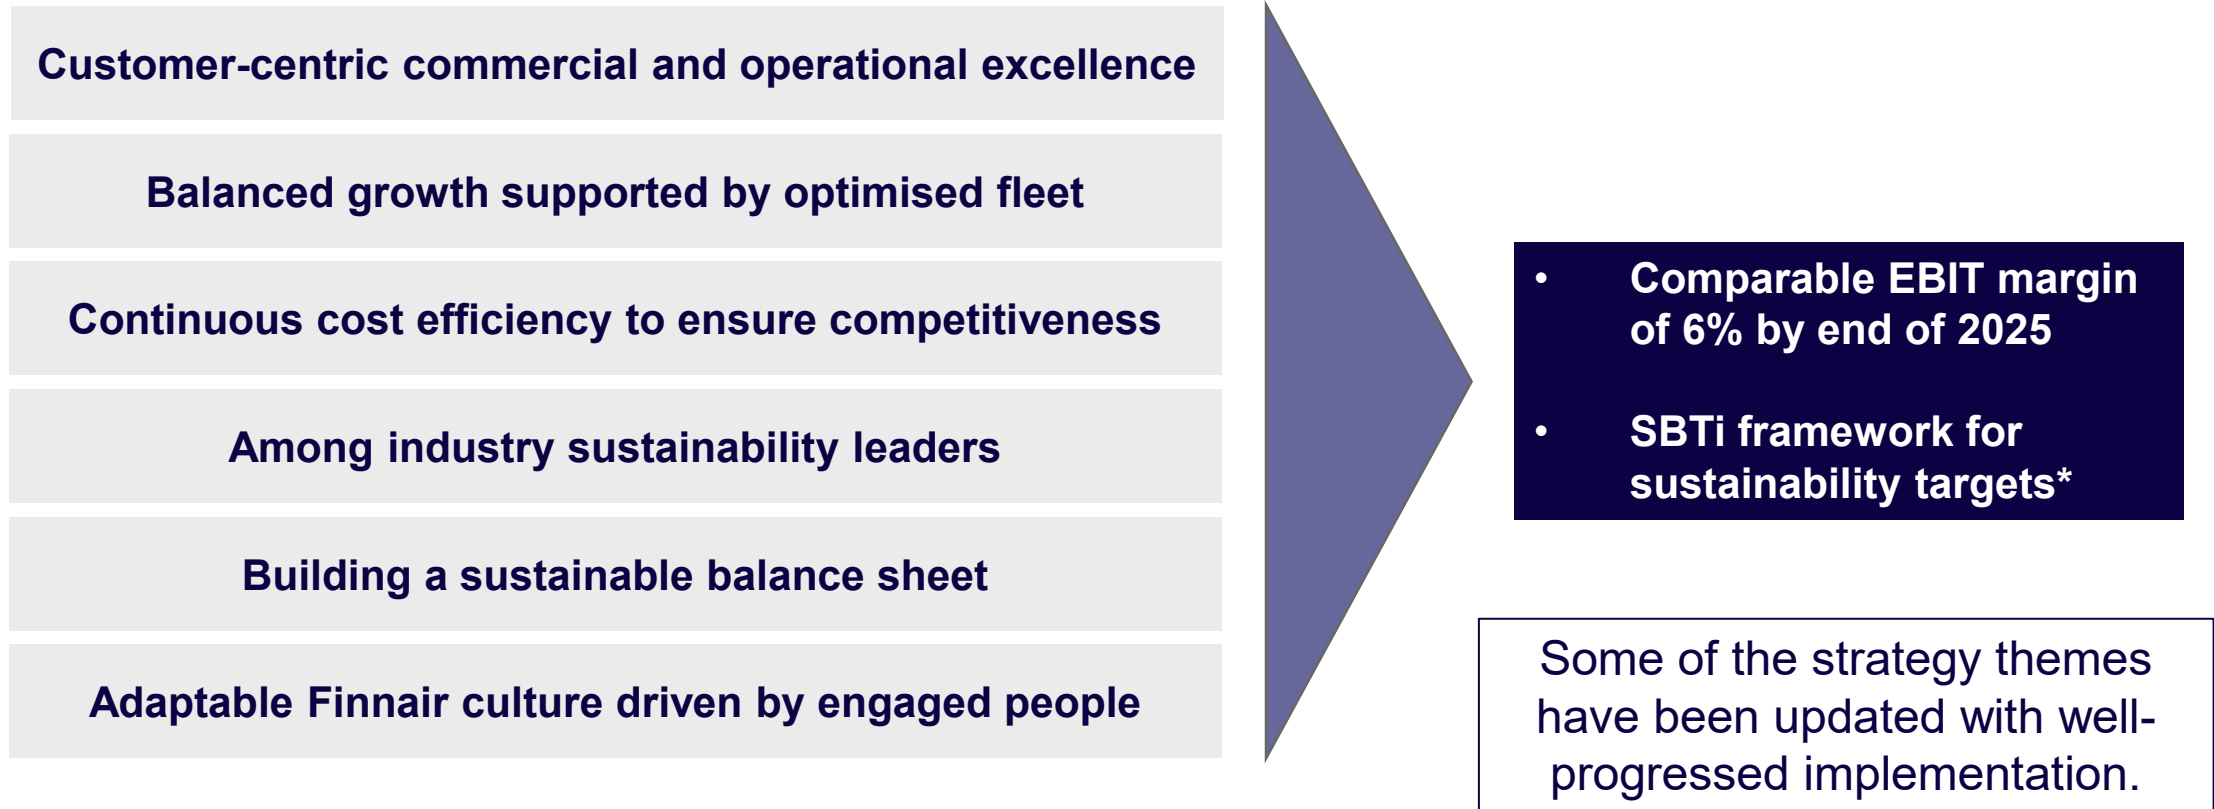 Customer-centric commercial and operational excellence
Balanced growth supported by optimised fleet
Continuous cost efficiency to ensure competitiveness
Among industry sustainability leaders
Building a sustainable balance sheet
Adaptable Finnair culture driven by engaged people
• Comparable EBIT margin
of 6% by end of 2025
• SBTi framework for
sustainability targets*
Some of the strategy themes
have been updated with well-
progressed implementation.